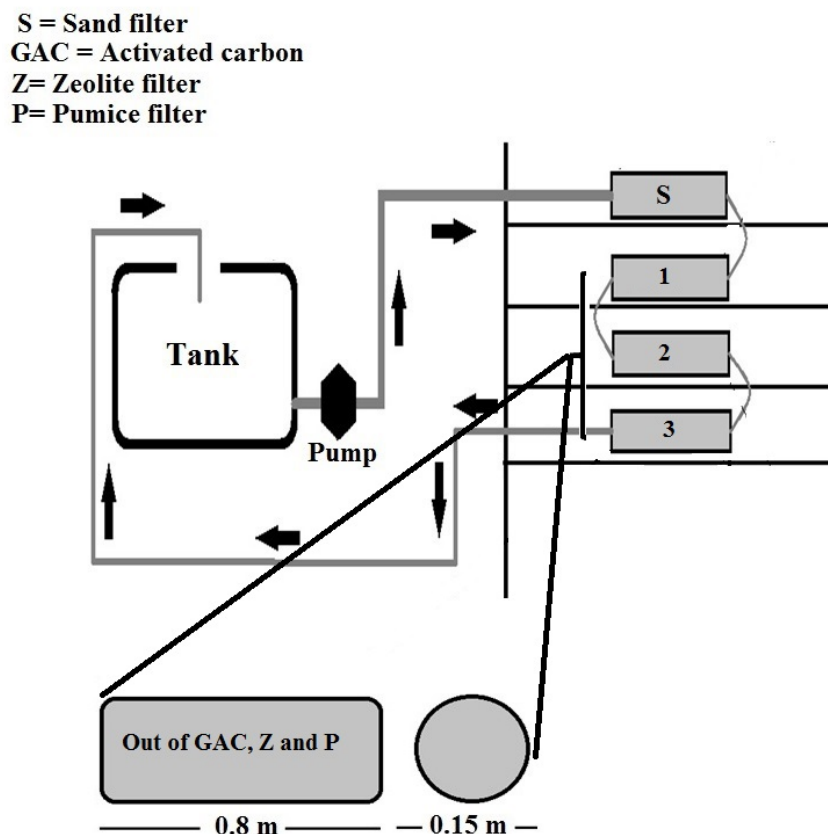 S = Sand filter
GAC = Activated carbon
Z= Zeolite filter
P= Pumice filter
S
1
Tank
2
3
Pump
Out of GAC, Z and P
0.8 m
0.15 m